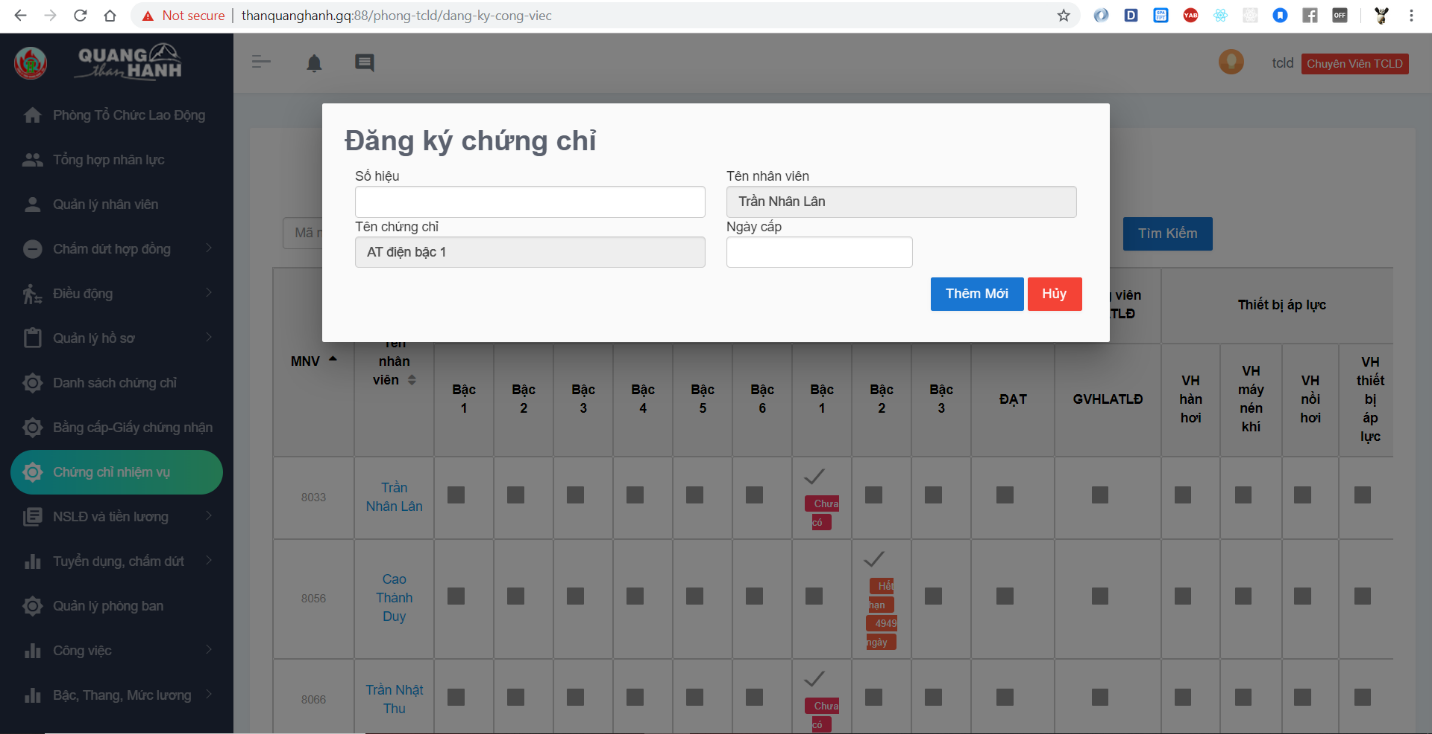 Not secure | thanquanghanh.gq:88/phong-tcld/dang-ky-cong-viec
YAB
OFF
QUANG
than HANH
tcld
Chuyên Viên TCLD
Phòng Tổ Chức Lao Động
Tổng hợp nhân lực
Quản lý nhân viên
Chấm dứt hợp đồng
Điều động
Quản lý hồ sơ
Danh sách chứng chỉ
Bằng cấp-Giấy chứng nhận
Chứng chỉ nhiệm vụ
NSLĐ và tiền lương
Tuyển dụng, chấm dứt
Quản lý phòng ban
Công việc
Bậc, Thang, Mức lương
Đăng ký chứng chỉ
Số hiệu
Tên nhân viên
Trần Nhân Lân
Tên chứng chỉ
AT điện bậc 1
Ngày cấp
Thêm Mới
Hủy
Tìm Kiếm
viên
TLĐ
Thiết bị áp lực
MNV
Tên
nhân
viên
Bậc
1
Bậc
2
Bậc
3
Bậc
4
Bậc
5
Bậc
6
Bậc
1
Bậc
2
Bậc
3
ĐẠT
GVHLATLĐ
VH
hàn
hơi
VH
máy
nén
khí
VH
nồi
hơi
VH
thiết
bị
áp
lực
8033
Trần
Nhân Lân
Chưa
có
8056
Cao
Thành
Duy
Hết
hạn
4949
ngày
8066
Trần Nhật
Thu
Chưa
có